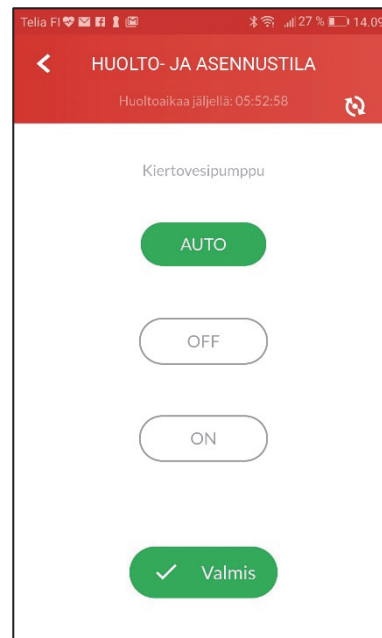 Telia FI 27 % 14.09
HUOLTO- JA ASENNUSTILA
Huoltoaikaa jäljellä: 05:52:58
Kiertovesipumppu
AUTO
OFF
ON
Valmis